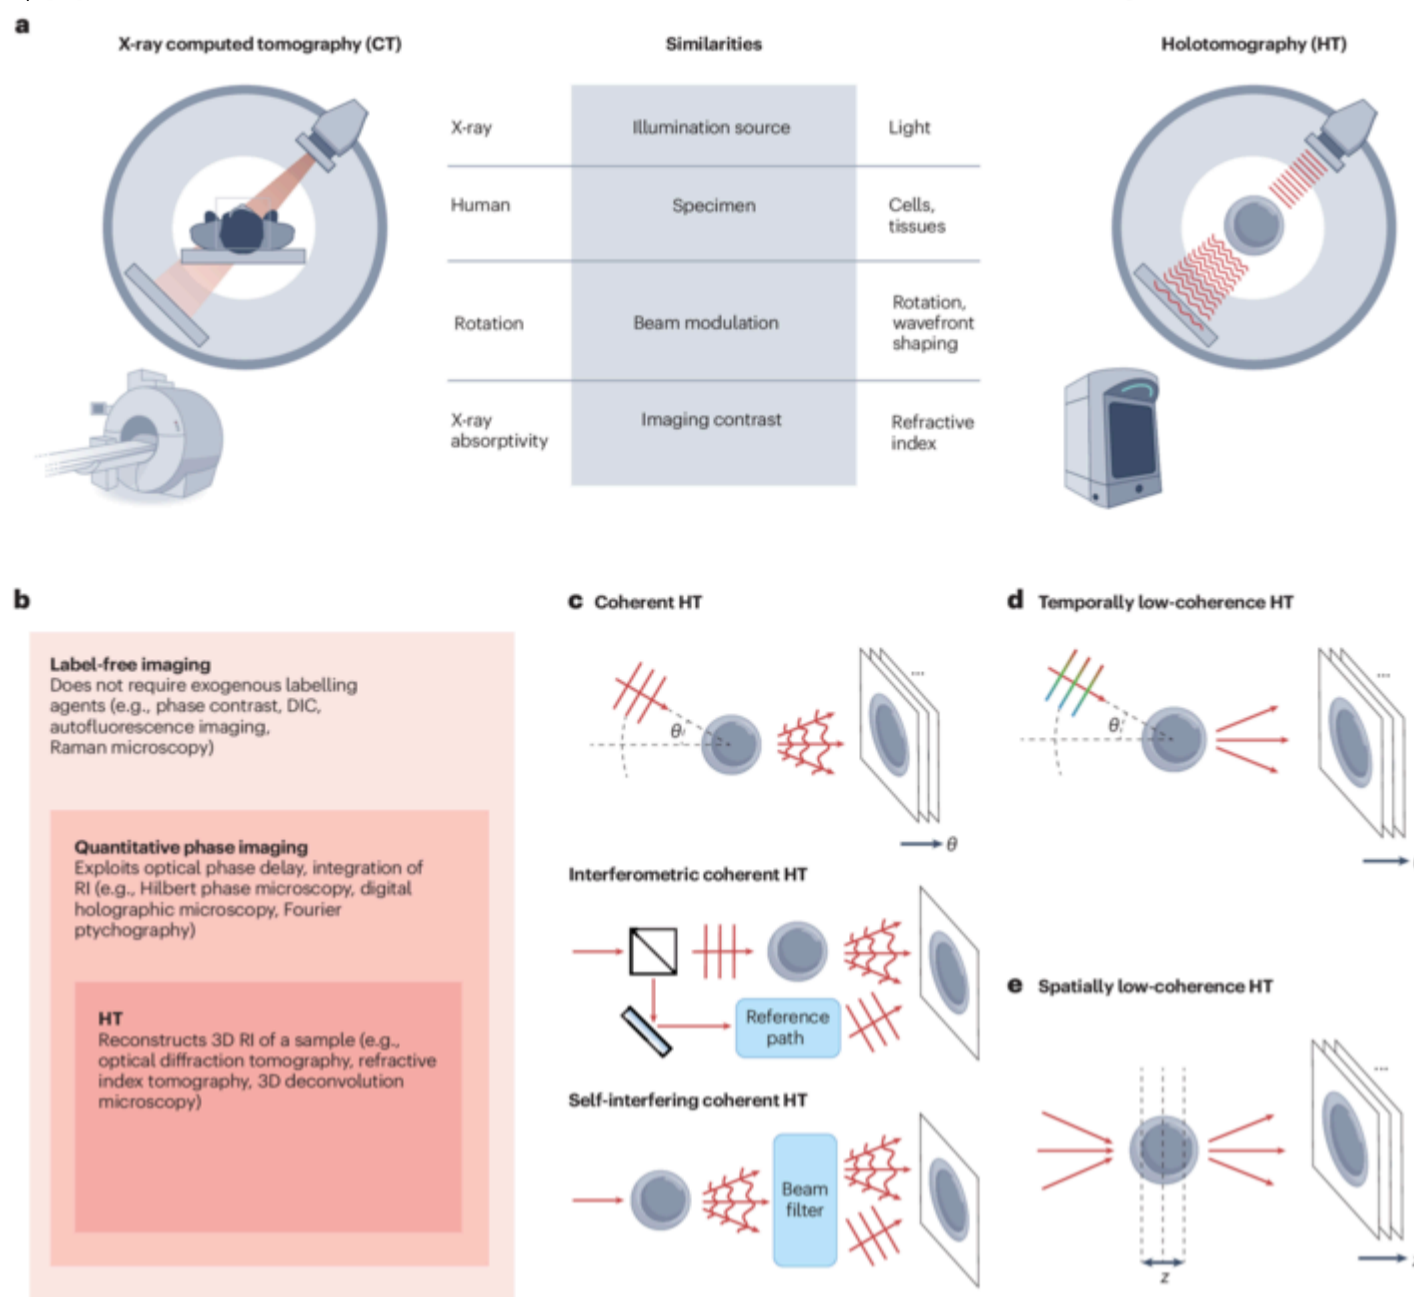 a
X-ray computed tomography (CT)
Similarities
Holotomography (HT)
X-ray
Illumination source
Light
Human
Specimen
Cells,
tissues
Rotation
Beam modulation
Rotation,
wavefront
shaping
X-ray
absorptivity
Imaging contrast
Refractive
index
b
Label-free imaging
Does not require exogenous labelling
agents (e.g., phase contrast, DIC,
autofluorescence imaging,
Raman microscopy)
Quantitative phase imaging
Exploits optical phase delay, integration of
RI (e.g., Hilbert phase microscopy, digital
holographic microscopy, Fourier
ptychography)
HT
Reconstructs 3D RI of a sample (e.g.,
optical diffraction tomography, refractive
index tomography, 3D deconvolution
microscopy)
c Coherent HT
θ
...
θ
Interferometric coherent HT
Reference
path
Self-interfering coherent HT
Beam
filter
d Temporally low-coherence HT
θ
...
e Spatially low-coherence HT
...
z